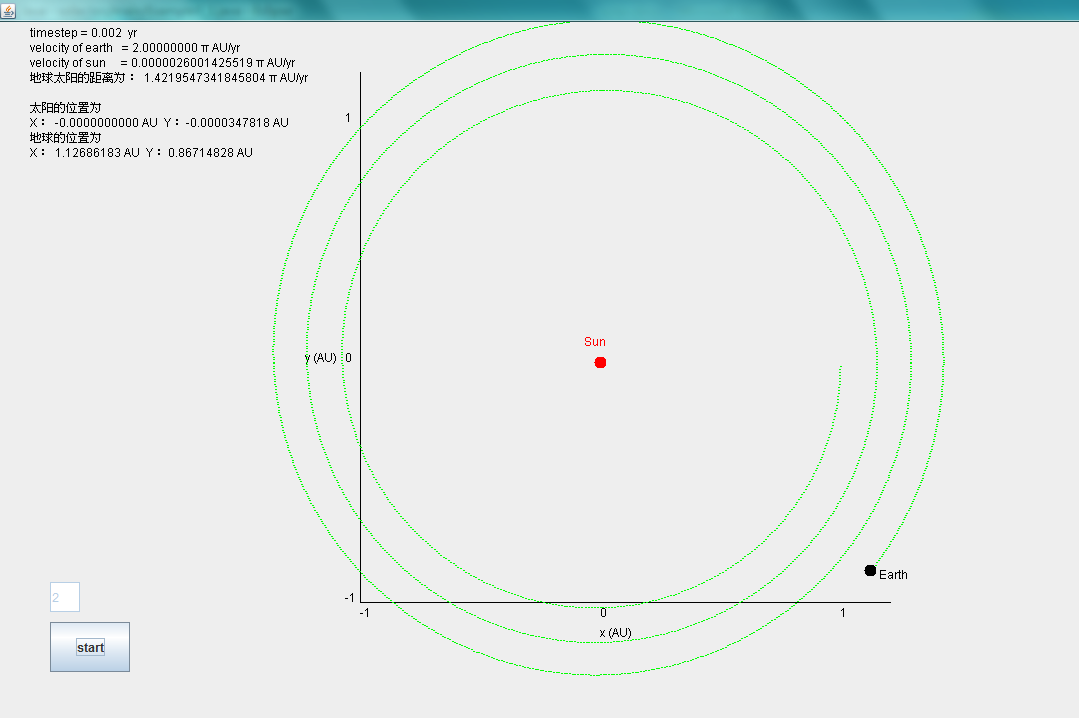 timestep = 0.002 yr
velocity of earth = 2.00000000 π AU/yr
velocity of sun = 0.0000026001425519 π AU/yr
地球太阳的距离为： 1.4219547341845804 π AU/yr
太阳的位置为
X： -0.0000000000 AU Y：-0.0000347818 AU
地球的位置为
X： 1.12686183 AU Y：0.86714828 AU
1
Sun
y (AU) 0
Earth
-1
-1 0 1
x (AU)
2
start